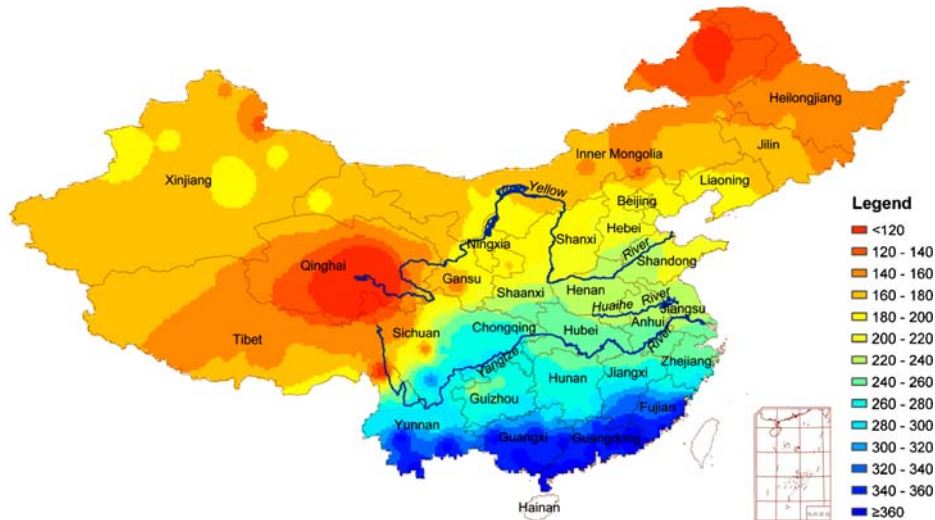 Heilongjiang
Jilin
Inner Mongolia
Liaoning
Xinjiang
Yellow
Beijing
Hebei
Ningxia
Shanxi
River
Shandong
Qinghai
Gansu
Shaanxi
Henan
Huaihe River
Jiangsu
Anhui
Tibet
Sichuan
Chongqing
Hubei
River
Yangtze
Zhejiang
Hunan
Jiangxi
Guizhou
Fujian
Yunnan
Guangxi
Guangdong
Hainan
Legend
<120
120 - 140
140 - 160
160 - 180
180 - 200
200 - 220
220 - 240
240 - 260
260 - 280
280 - 300
300 - 320
320 - 340
340 - 360
≥360